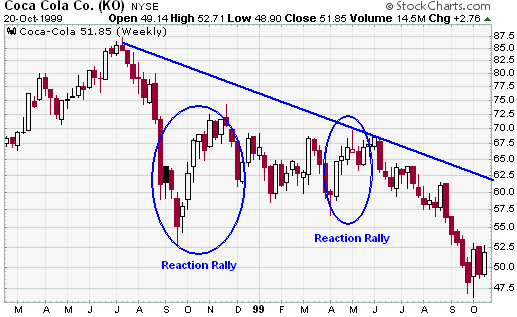 Coca Cola Co. (KO) NYSE © StockCharts.com
20-Oct-1999 Open 49.14 High 52.71 Low 48.90 Close 51.85 Volume 14.5M Chg +2.76
Coca-Cola 51.85 (Weekly)
87.5
85.0
82.5
80.0
77.5
75.0
72.5
70.0
67.5
65.0
62.5
60.0
57.5
55.0
52.5
50.0
47.5
Reaction Rally
Reaction Rally
M A M J J A S O N D 99 F M A M J J A S O